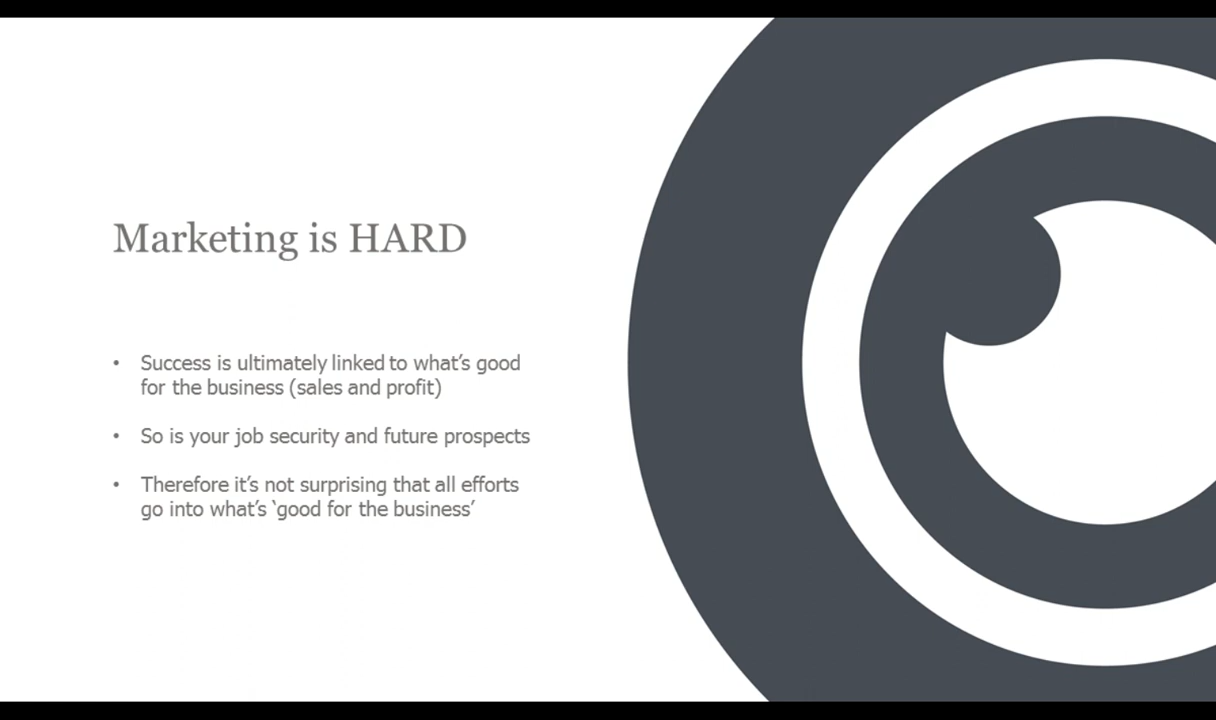 Marketing is HARD
• Success is ultimately linked to what’s good
for the business (sales and profit)
• So is your job security and future prospects
• Therefore it’s not surprising that all efforts
go into what’s ‘good for the business’